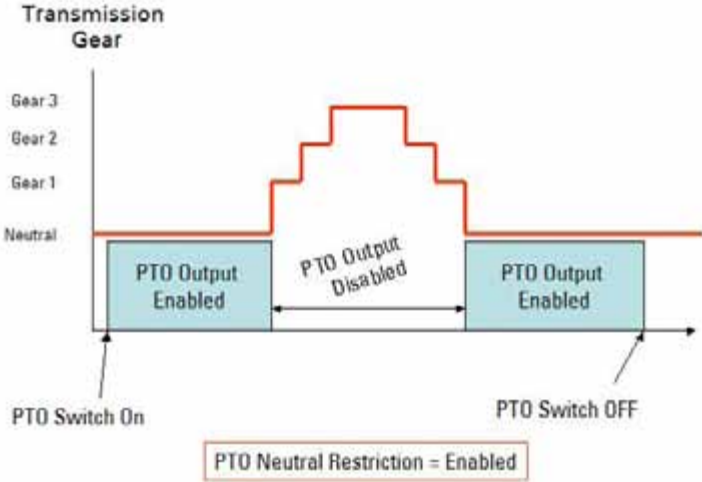 Transmission
Gear
Gear 3
Gear 2
Gear 1
Neutral
PTO Output
Enabled
PTO Output
Disabled
PTO Output
Enabled
PTO Switch On
PTO Switch OFF
PTO Neutral Restriction = Enabled